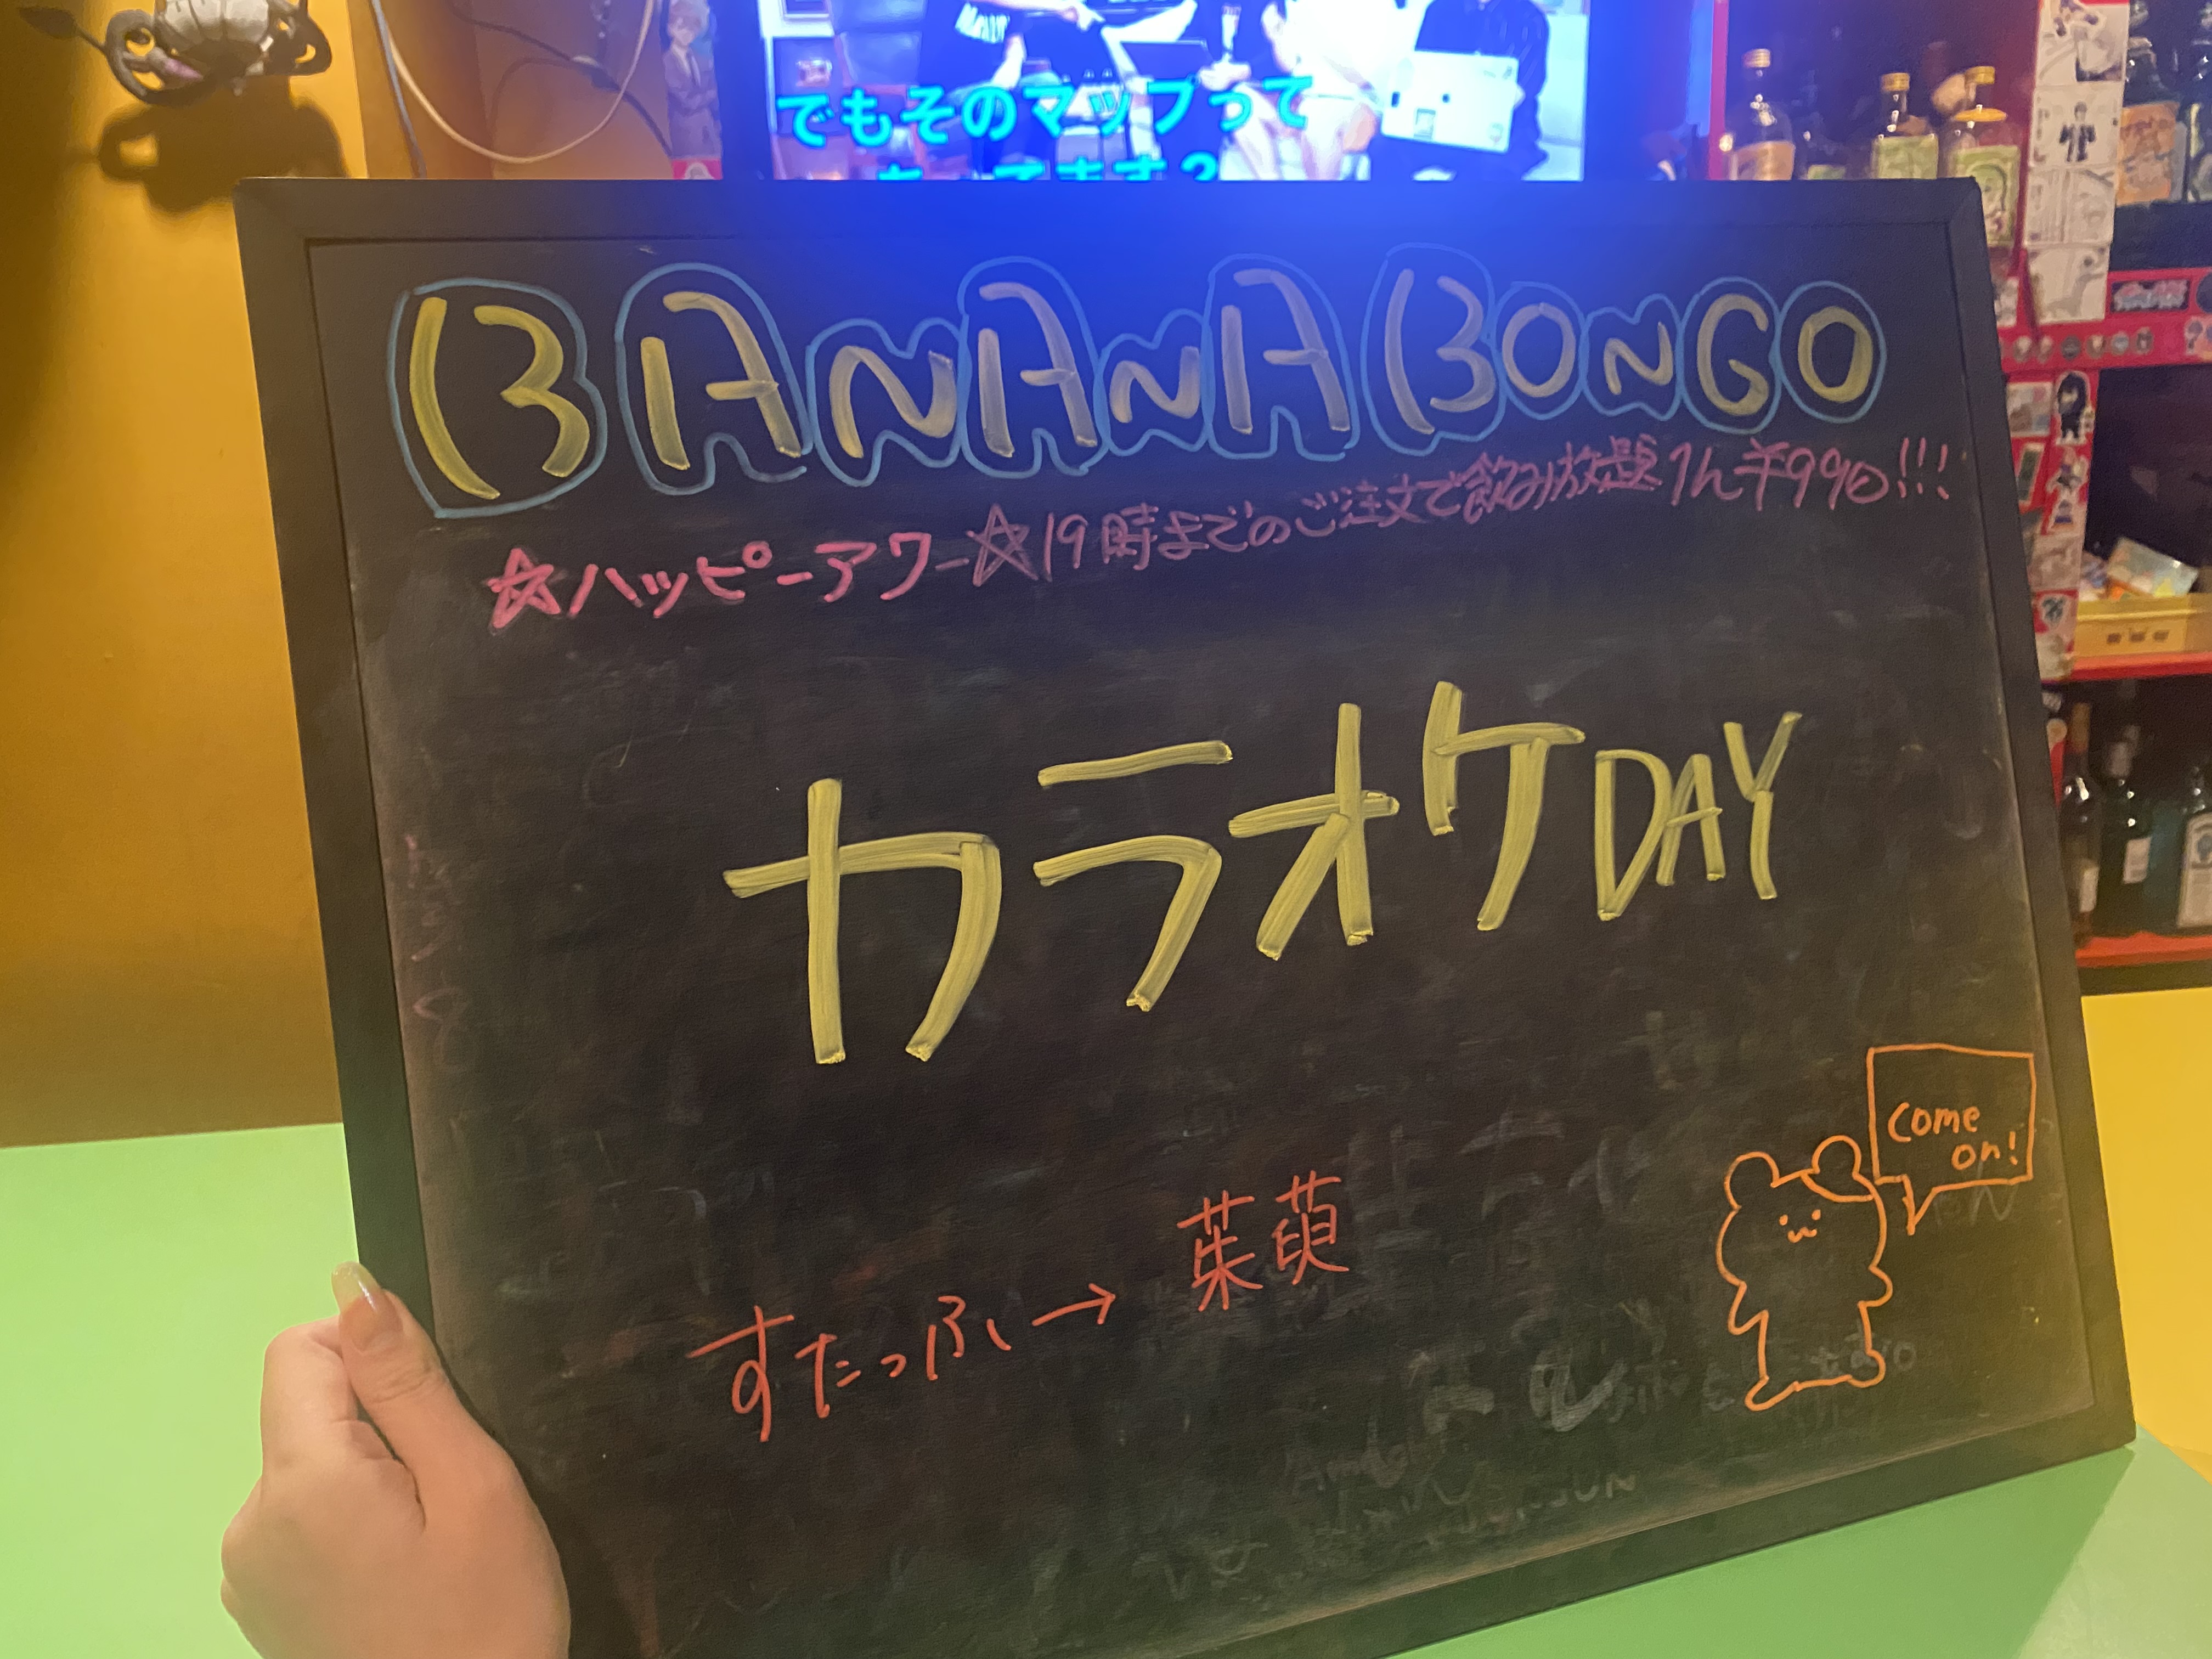 でもそのマップって
BANANA BONGO
☆ハッピーアワー☆19時までのご注文で飲み放題1h¥990!!!
カラオケDAY
come
on!
すたっふ→茱萸